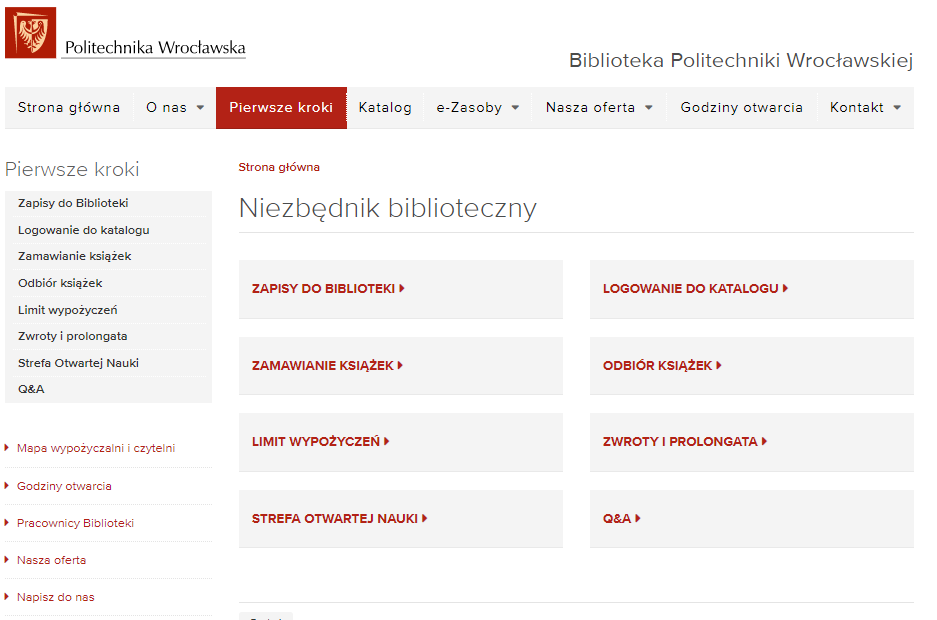 Politechnika Wrocławska
Biblioteka Politechniki Wrocławskiej
Strona główna O nas Pierwsze kroki Katalog e-Zasoby Nasza oferta Godziny otwarcia Kontakt
Pierwsze kroki
Zapisy do Biblioteki
Logowanie do katalogu
Zamawianie książek
Odbiór książek
Limit wypożyczeń
Zwroty i prolongata
Strefa Otwartej Nauki
Q&A
Mapa wypożyczalni i czytelni
Godziny otwarcia
Pracownicy Biblioteki
Nasza oferta
Napisz do nas
Strona główna
Niezbędnik biblioteczny
ZAPISY DO BIBLIOTEKI
LOGOWANIE DO KATALOGU
ZAMAWIANIE KSIĄŻEK
ODBIÓR KSIĄŻEK
LIMIT WYPOŻYCZEŃ
ZWROTY I PROLONGATA
STREFA OTWARTEJ NAUKI
Q&A